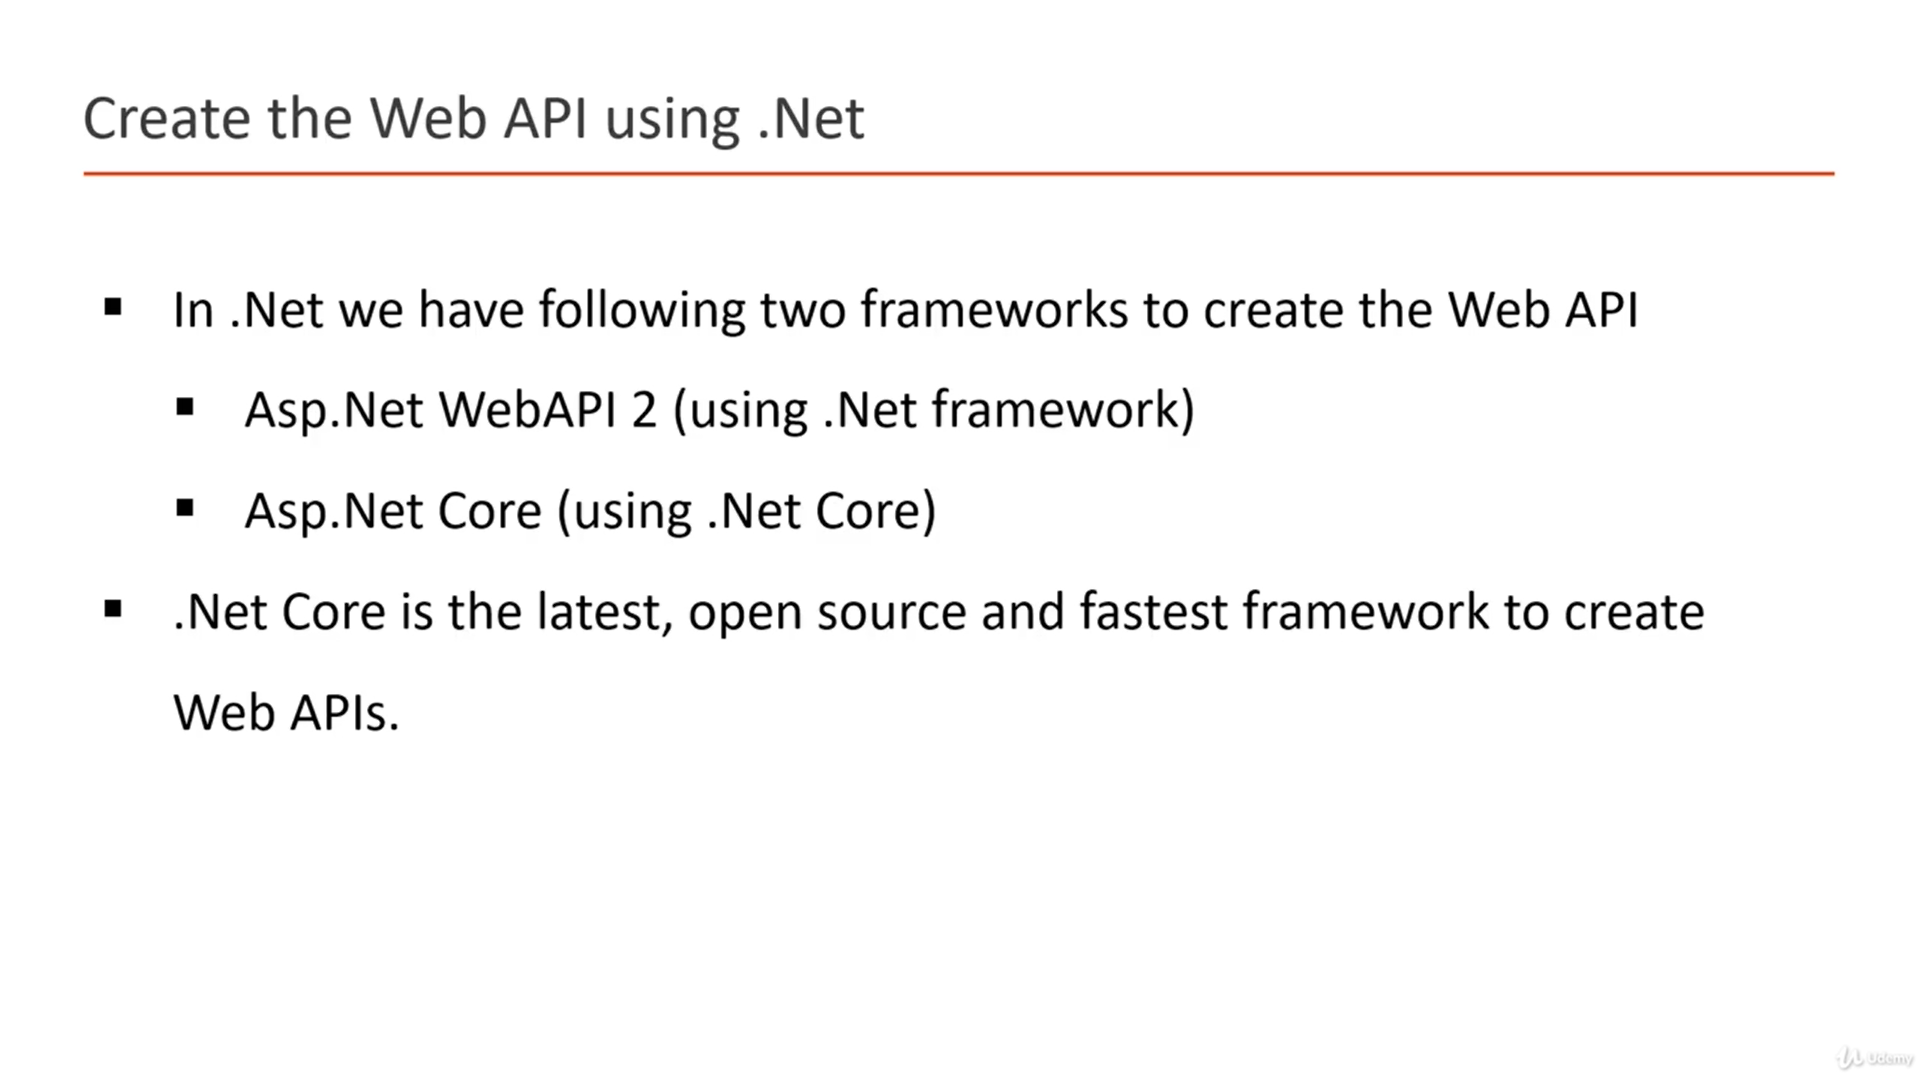 Create the Web API using .Net
▪ In .Net we have following two frameworks to create the Web API
▪ Asp.Net WebAPI 2 (using .Net framework)
▪ Asp.Net Core (using .Net Core)
▪ .Net Core is the latest, open source and fastest framework to create
Web APIs.
Udemy